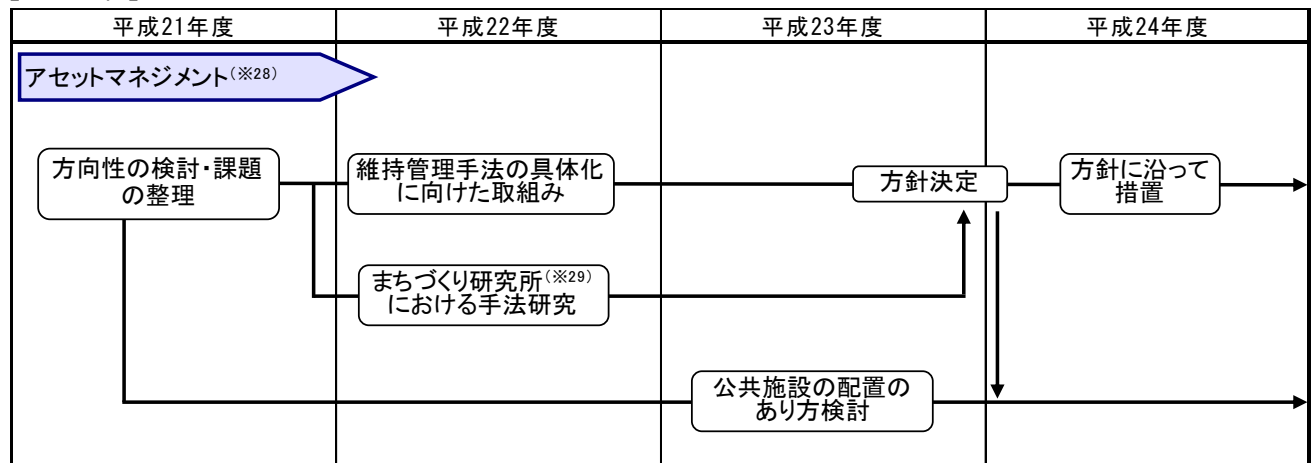 平成21年度
平成22年度
平成23年度
平成24年度
アセットマネジメント(※28)
方向性の検討・課題
の整理
維持管理手法の具体化
に向けた取組み
方針決定
方針に沿って
措置
まちづくり研究所(※29)
における手法研究
公共施設の配置の
あり方検討